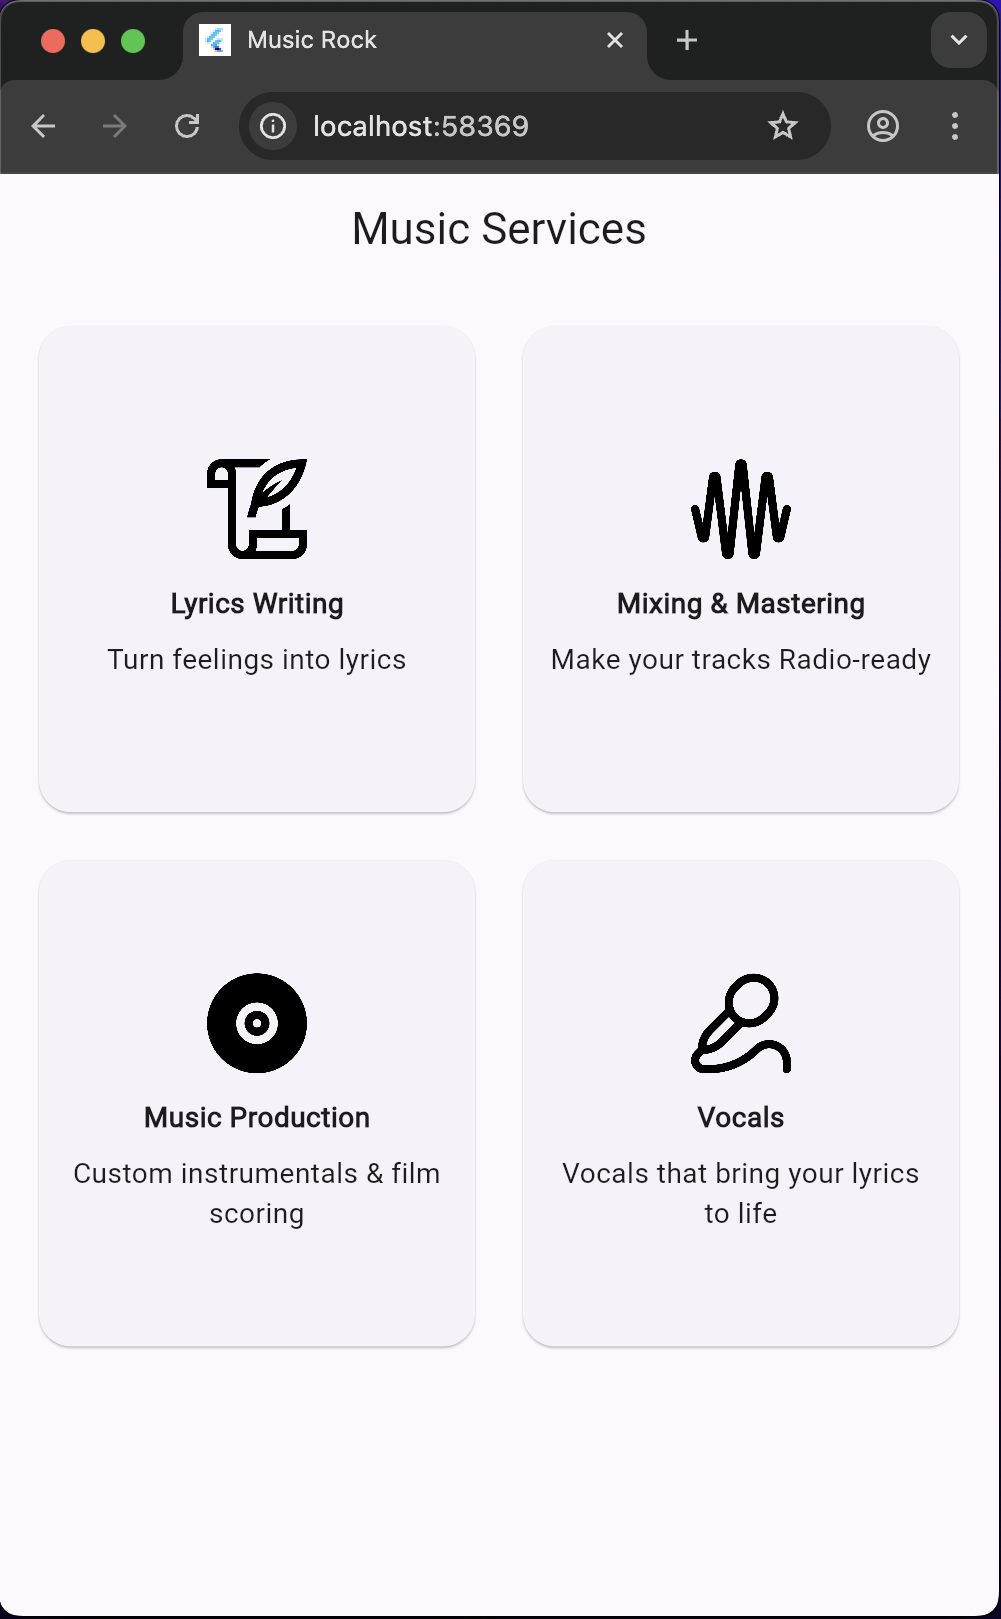 Music Rock
localhost:58369
Music Services
Lyrics Writing
Turn feelings into lyrics
Mixing & Mastering
Make your tracks Radio-ready
Music Production
Custom instrumentals & film
scoring
Vocals
Vocals that bring your lyrics
to life